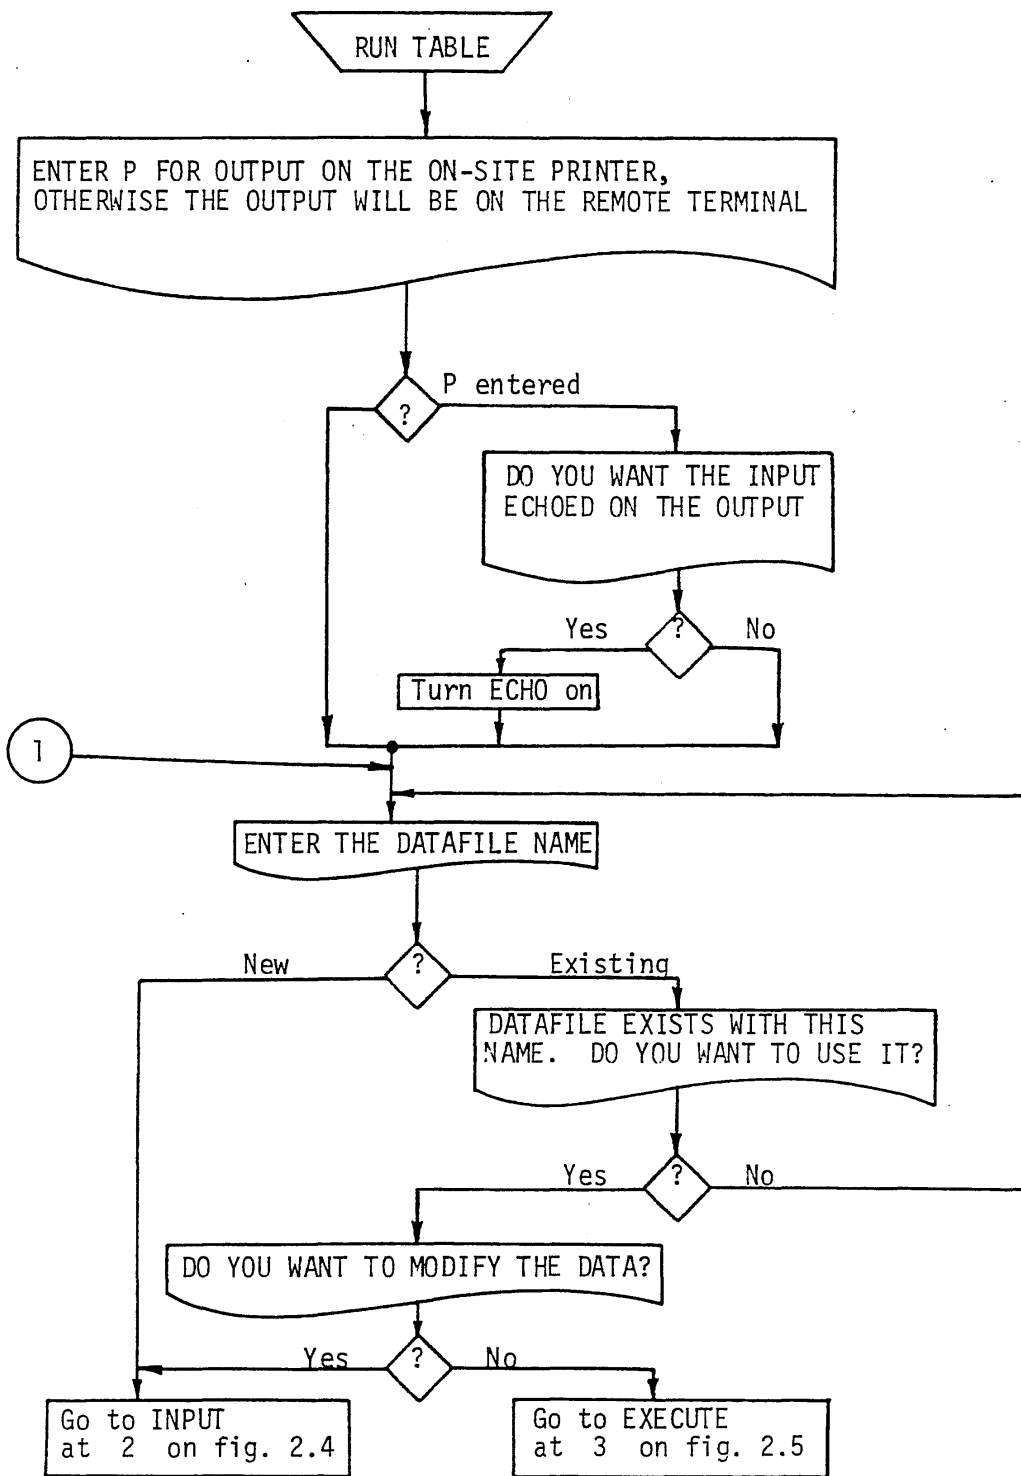 RUN TABLE
ENTER P FOR OUTPUT ON THE ON-SITE PRINTER,
OTHERWISE THE OUTPUT WILL BE ON THE REMOTE TERMINAL
P entered
?
DO YOU WANT THE INPUT
ECHOED ON THE OUTPUT
Yes ? No
Turn ECHO on
1
ENTER THE DATAFILE NAME
New ? Existing
DATAFILE EXISTS WITH THIS
NAME. DO YOU WANT TO USE IT?
Yes ? No
DO YOU WANT TO MODIFY THE DATA?
Yes ? No
Go to INPUT
at 2 on fig. 2.4
Go to EXECUTE
at 3 on fig. 2.5